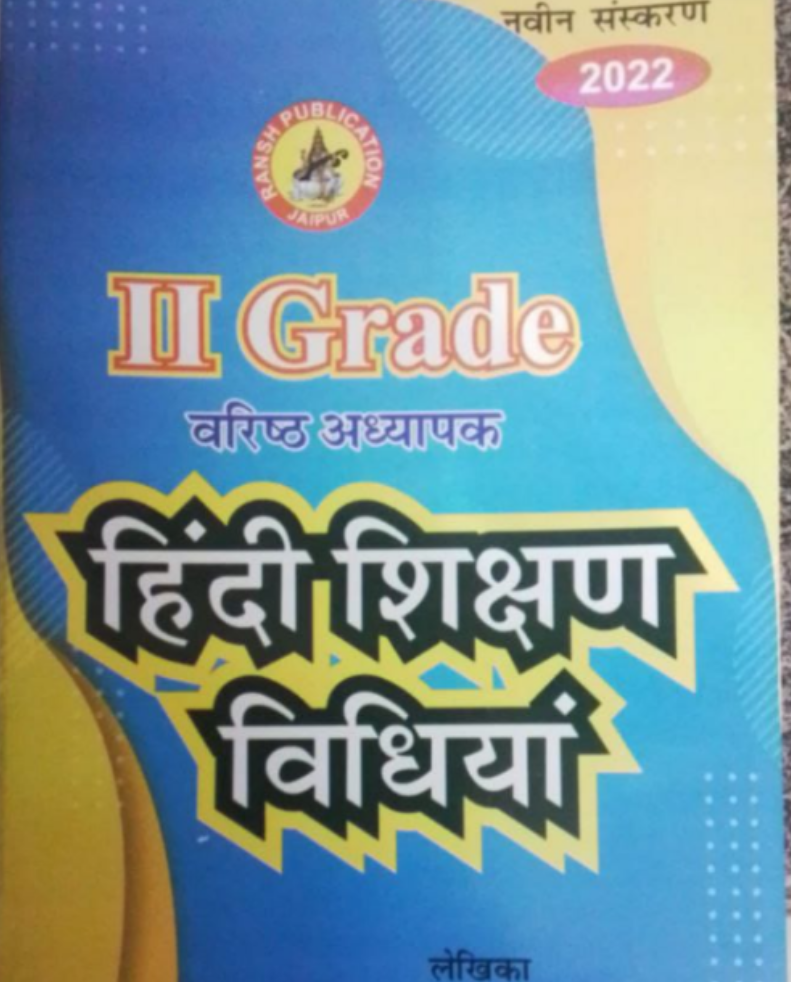 नवीन संस्करण
2022
RANSH PUBLICATION
JAIPUR
II Grade
वरिष्ठ अध्यापक
हिंदी शिक्षण
विधियां
लेखिका